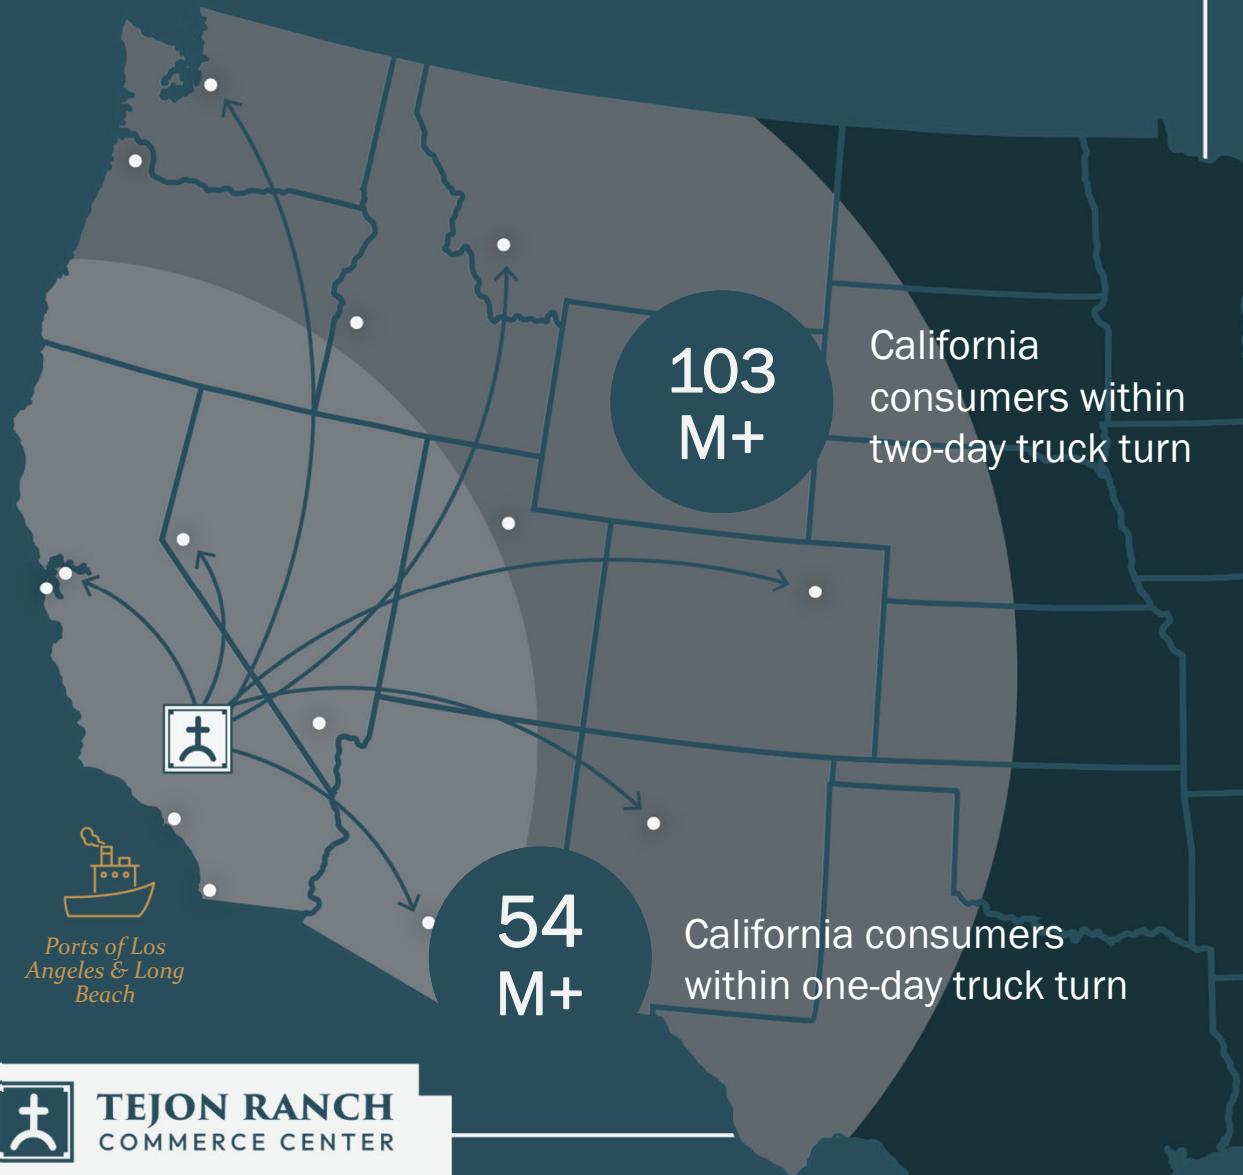 103
M+
California
consumers within
two-day truck turn
54
M+
California consumers
within one-day truck turn
Ports of Los
Angeles & Long
Beach
TEJON RANCH
COMMERCE CENTER